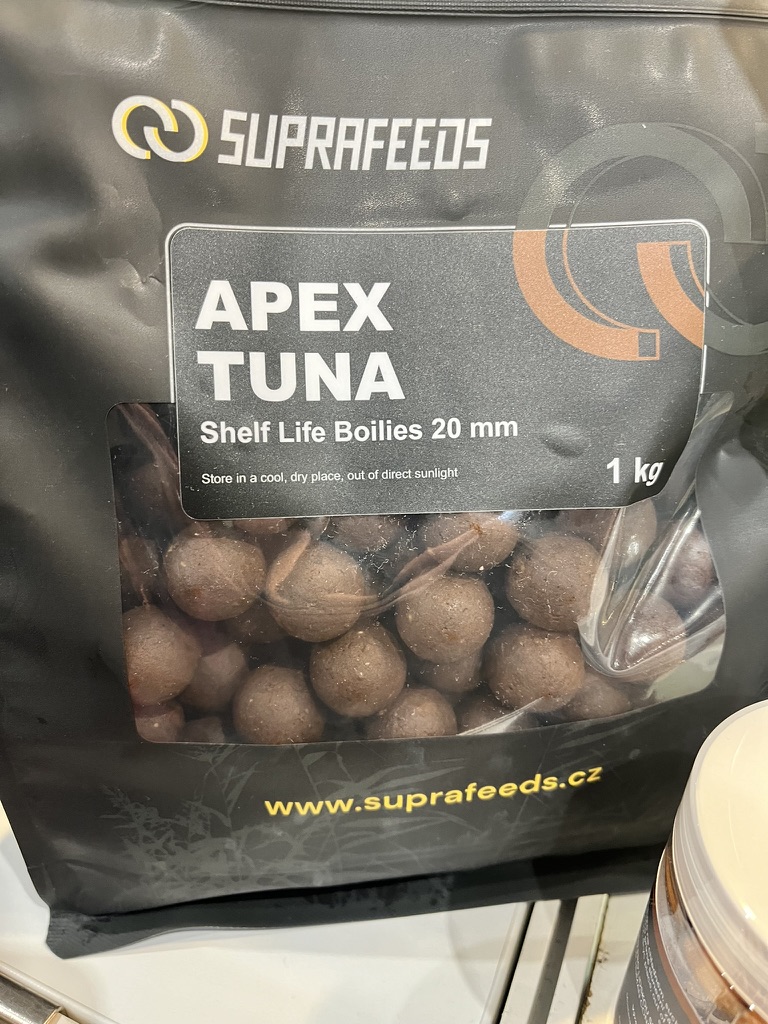 SUPRAFEEDS
APEX
TUNA
Shelf Life Boilies 20 mm
Store in a cool, dry place, out of direct sunlight
1 kg
www.suprafeeds.cz